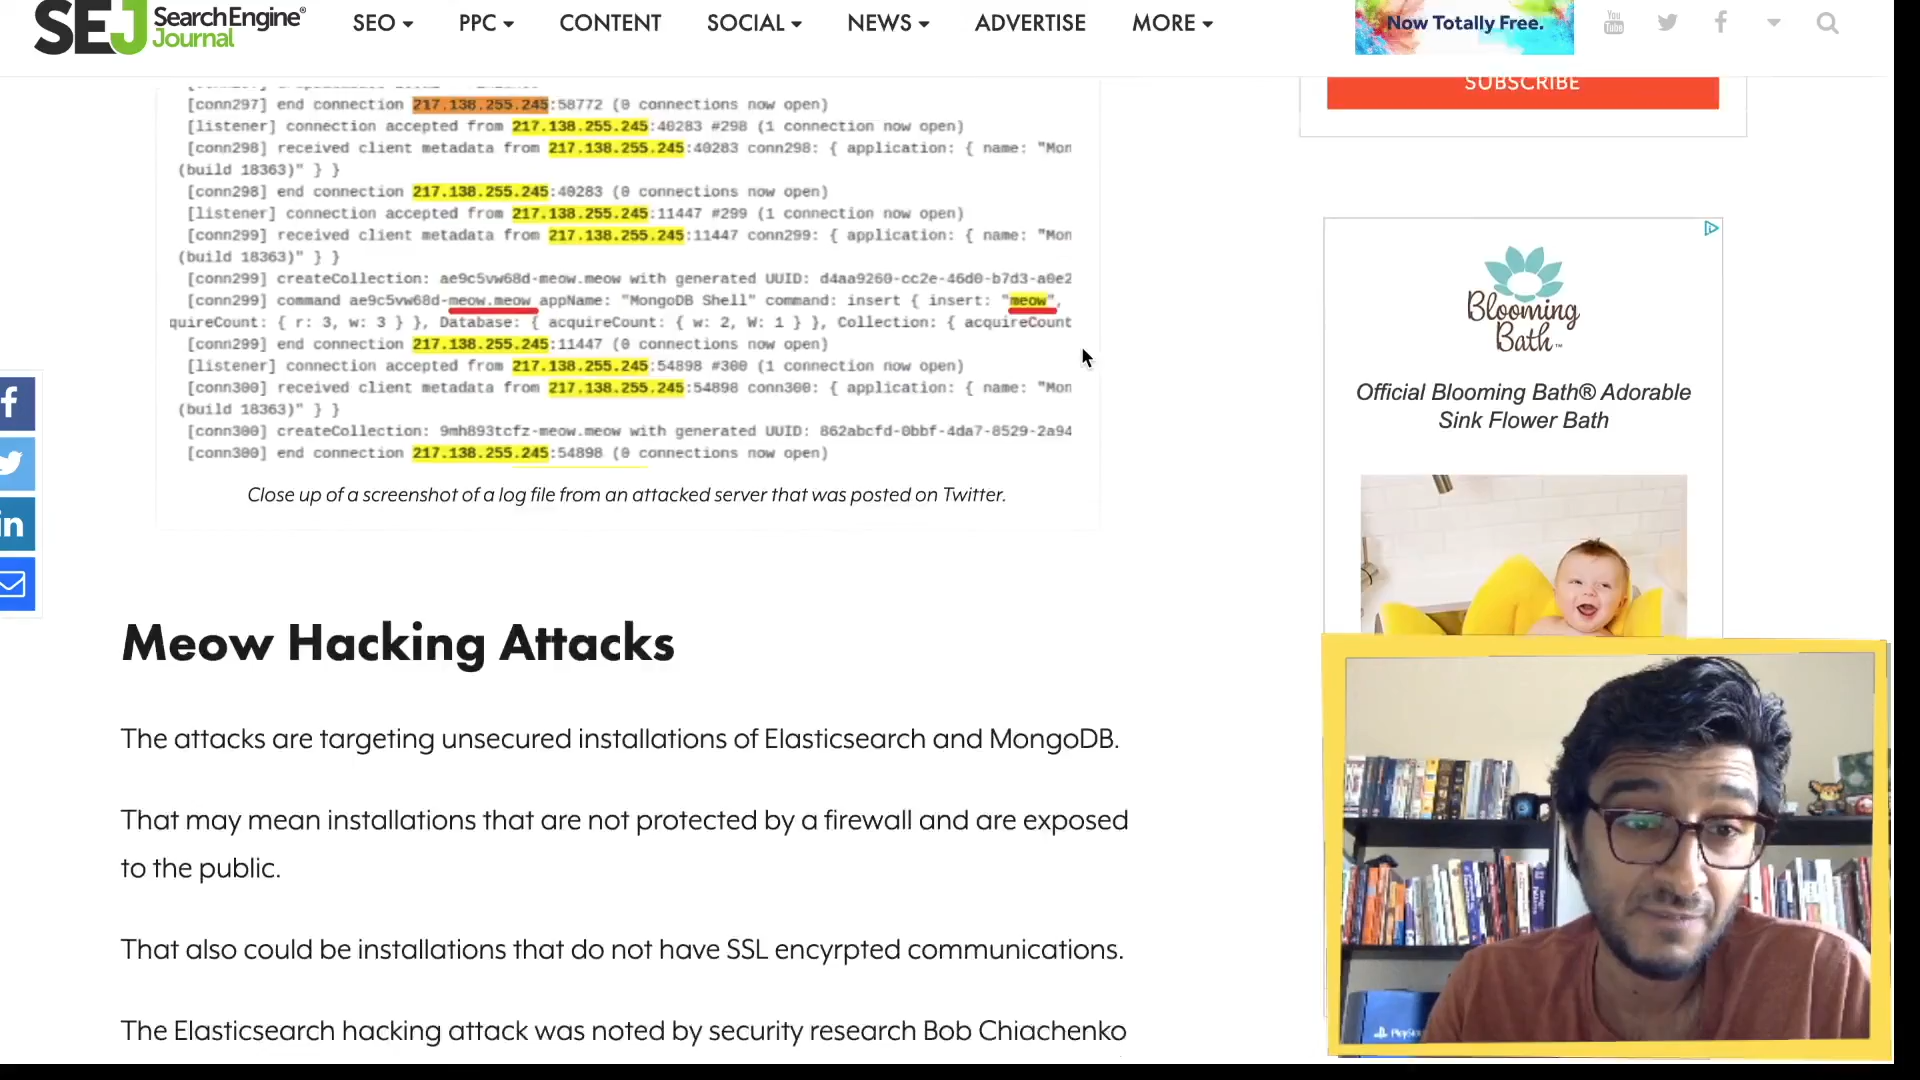 SEJ Search Engine Journal®
SEO PPC CONTENT SOCIAL NEWS ADVERTISE MORE
Now Totally Free.
You Tube
SUBSCRIBE
[conn297] end connection 217.138.255.245:58772 (0 connections now open)
[listener] connection accepted from 217.138.255.245:40283 #298 (1 connection now open)
[conn298] received client metadata from 217.138.255.245:40283 conn298: { application: { name: "Mon
(build 18363)" } }
[conn298] end connection 217.138.255.245:40283 (0 connections now open)
[listener] connection accepted from 217.138.255.245:11447 #299 (1 connection now open)
[conn299] received client metadata from 217.138.255.245:11447 conn299: { application: { name: "Mon
(build 18363)" } }
[conn299] createCollection: ae9c5vw68d-meow.meow with generated UUID: d4aa9260-cc2e-46d0-b7d3-a0e2
[conn299] command ae9c5vw68d-meow.meow appName: "MongoDB Shell" command: insert { insert: "meow",
quireCount: { r: 3, w: 3 } }, Database: { acquireCount: { w: 2, W: 1 } }, Collection: { acquireCount
[conn299] end connection 217.138.255.245:11447 (0 connections now open)
[listener] connection accepted from 217.138.255.245:54898 #300 (1 connection now open)
[conn300] received client metadata from 217.138.255.245:54898 conn300: { application: { name: "Mon
(build 18363)" } }
[conn300] createCollection: 9mh893tcfz-meow.meow with generated UUID: 862abcfd-0bbf-4da7-8529-2a94
[conn300] end connection 217.138.255.245:54898 (0 connections now open)
Close up of a screenshot of a log file from an attacked server that was posted on Twitter.
Blooming
Bath™
Official Blooming Bath® Adorable
Sink Flower Bath
Meow Hacking Attacks
The attacks are targeting unsecured installations of Elasticsearch and MongoDB.
That may mean installations that are not protected by a firewall and are exposed
to the public.
That also could be installations that do not have SSL encyrpted communications.
The Elasticsearch hacking attack was noted by security research Bob Chiachenko